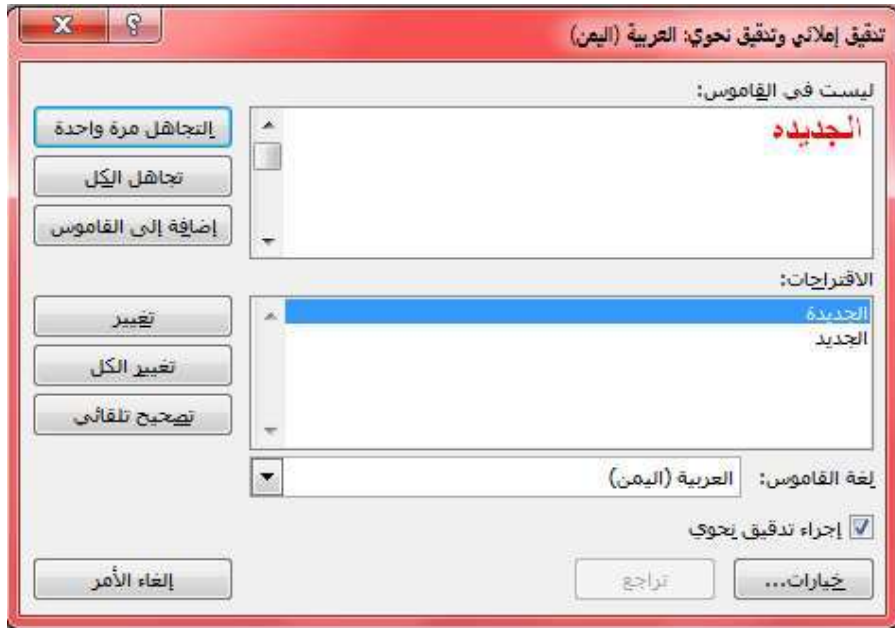 تدقيق إملائي وتدقيق نحوي: العربية (اليمن)
ليست في القاموس:
الجديده
التجاهل مرة واحدة
تجاهل الكل
إضافة إلى القاموس
الاقتراحات:
الجديدة
الجديد
تغيير
تغيير الكل
تصحيح تلقائي
لغة القاموس: العربية (اليمن)
إجراء تدقيق نحوي
خيارات...
تراجع
إلغاء الأمر